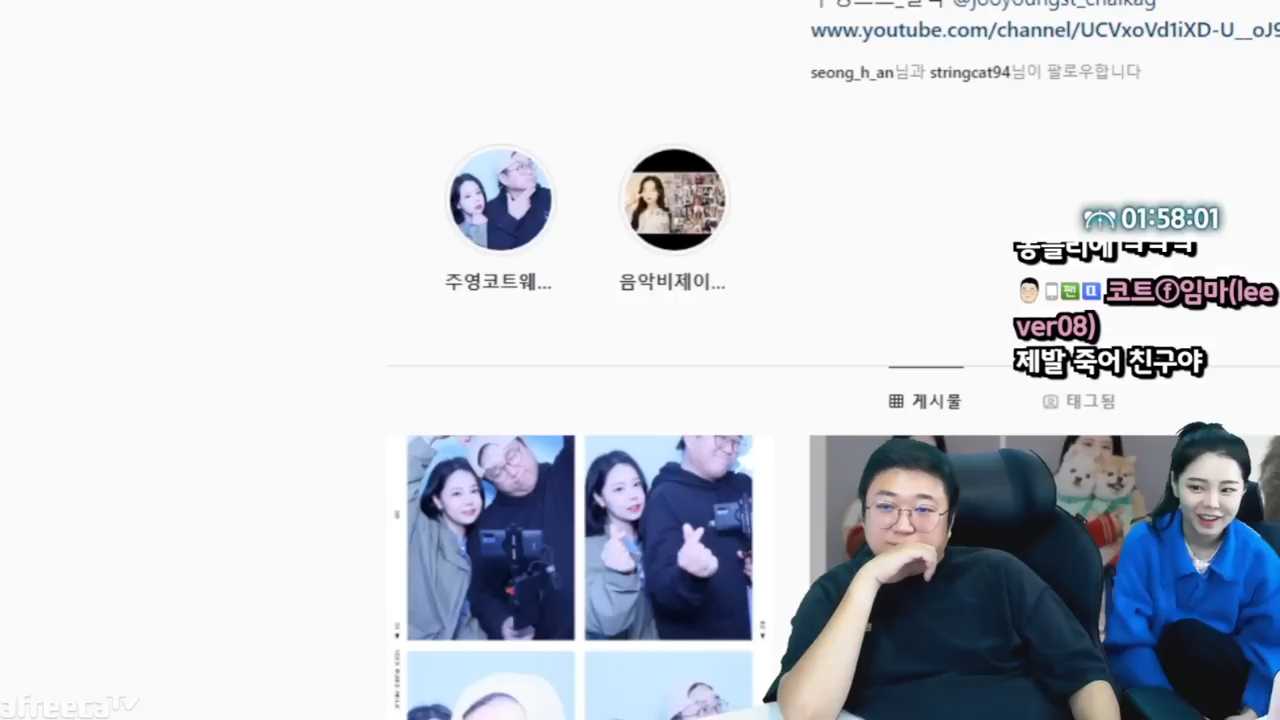 @jooyoungst_chalkag
www.youtube.com/channel/UCVxoVd1iXD-U__oJ9
seong_h_an님과 stringcat94님이 팔로우합니다
01:58:01
ㅋㅋㅋ
팬 코트ⓕ임마(lee
ver08)
제발 죽어 친구야
주영코트웨...
음악비제이...
게시물
태그됨
afreecaTV